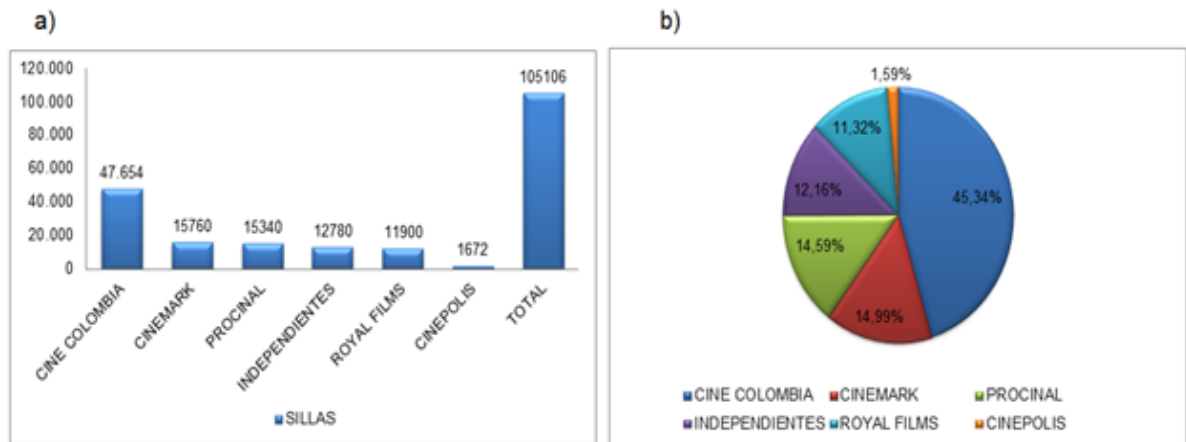 a)
120.000
100.000
80.000
60.000
40.000
20.000
0
47.654
15760
15340
12780
11900
1672
105106
CINE COLOMBIA
CINEMARK
PROCINAL
INDEPENDIENTES
ROYAL FILMS
CINEPOLIS
TOTAL
SILLAS
b)
1,59%
11,32%
12,16%
45,34%
14,59%
14,99%
CINE COLOMBIA CINEMARK PROCINAL
INDEPENDIENTES ROYAL FILMS CINEPOLIS